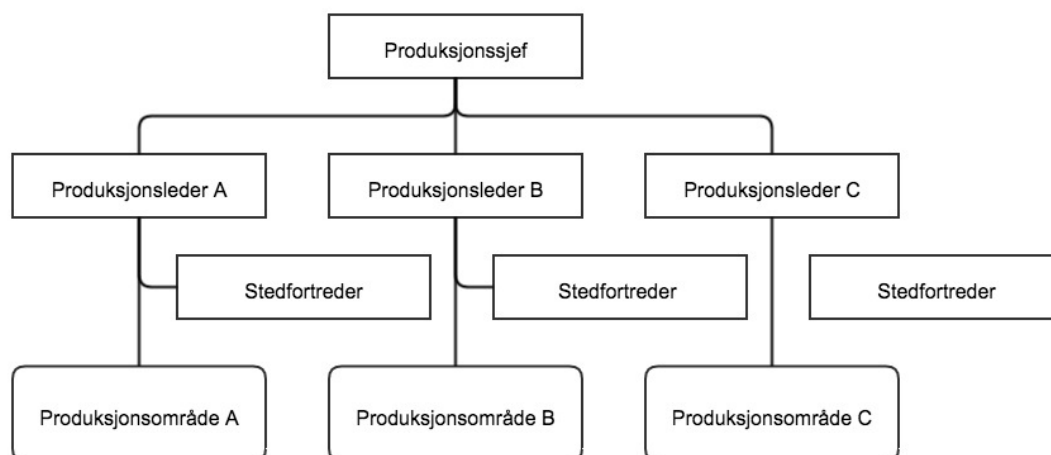 Produksjonssjef
Produksjonsleder A
Produksjonsleder B
Produksjonsleder C
Stedfortreder
Stedfortreder
Stedfortreder
Produksjonsområde A
Produksjonsområde B
Produksjonsområde C